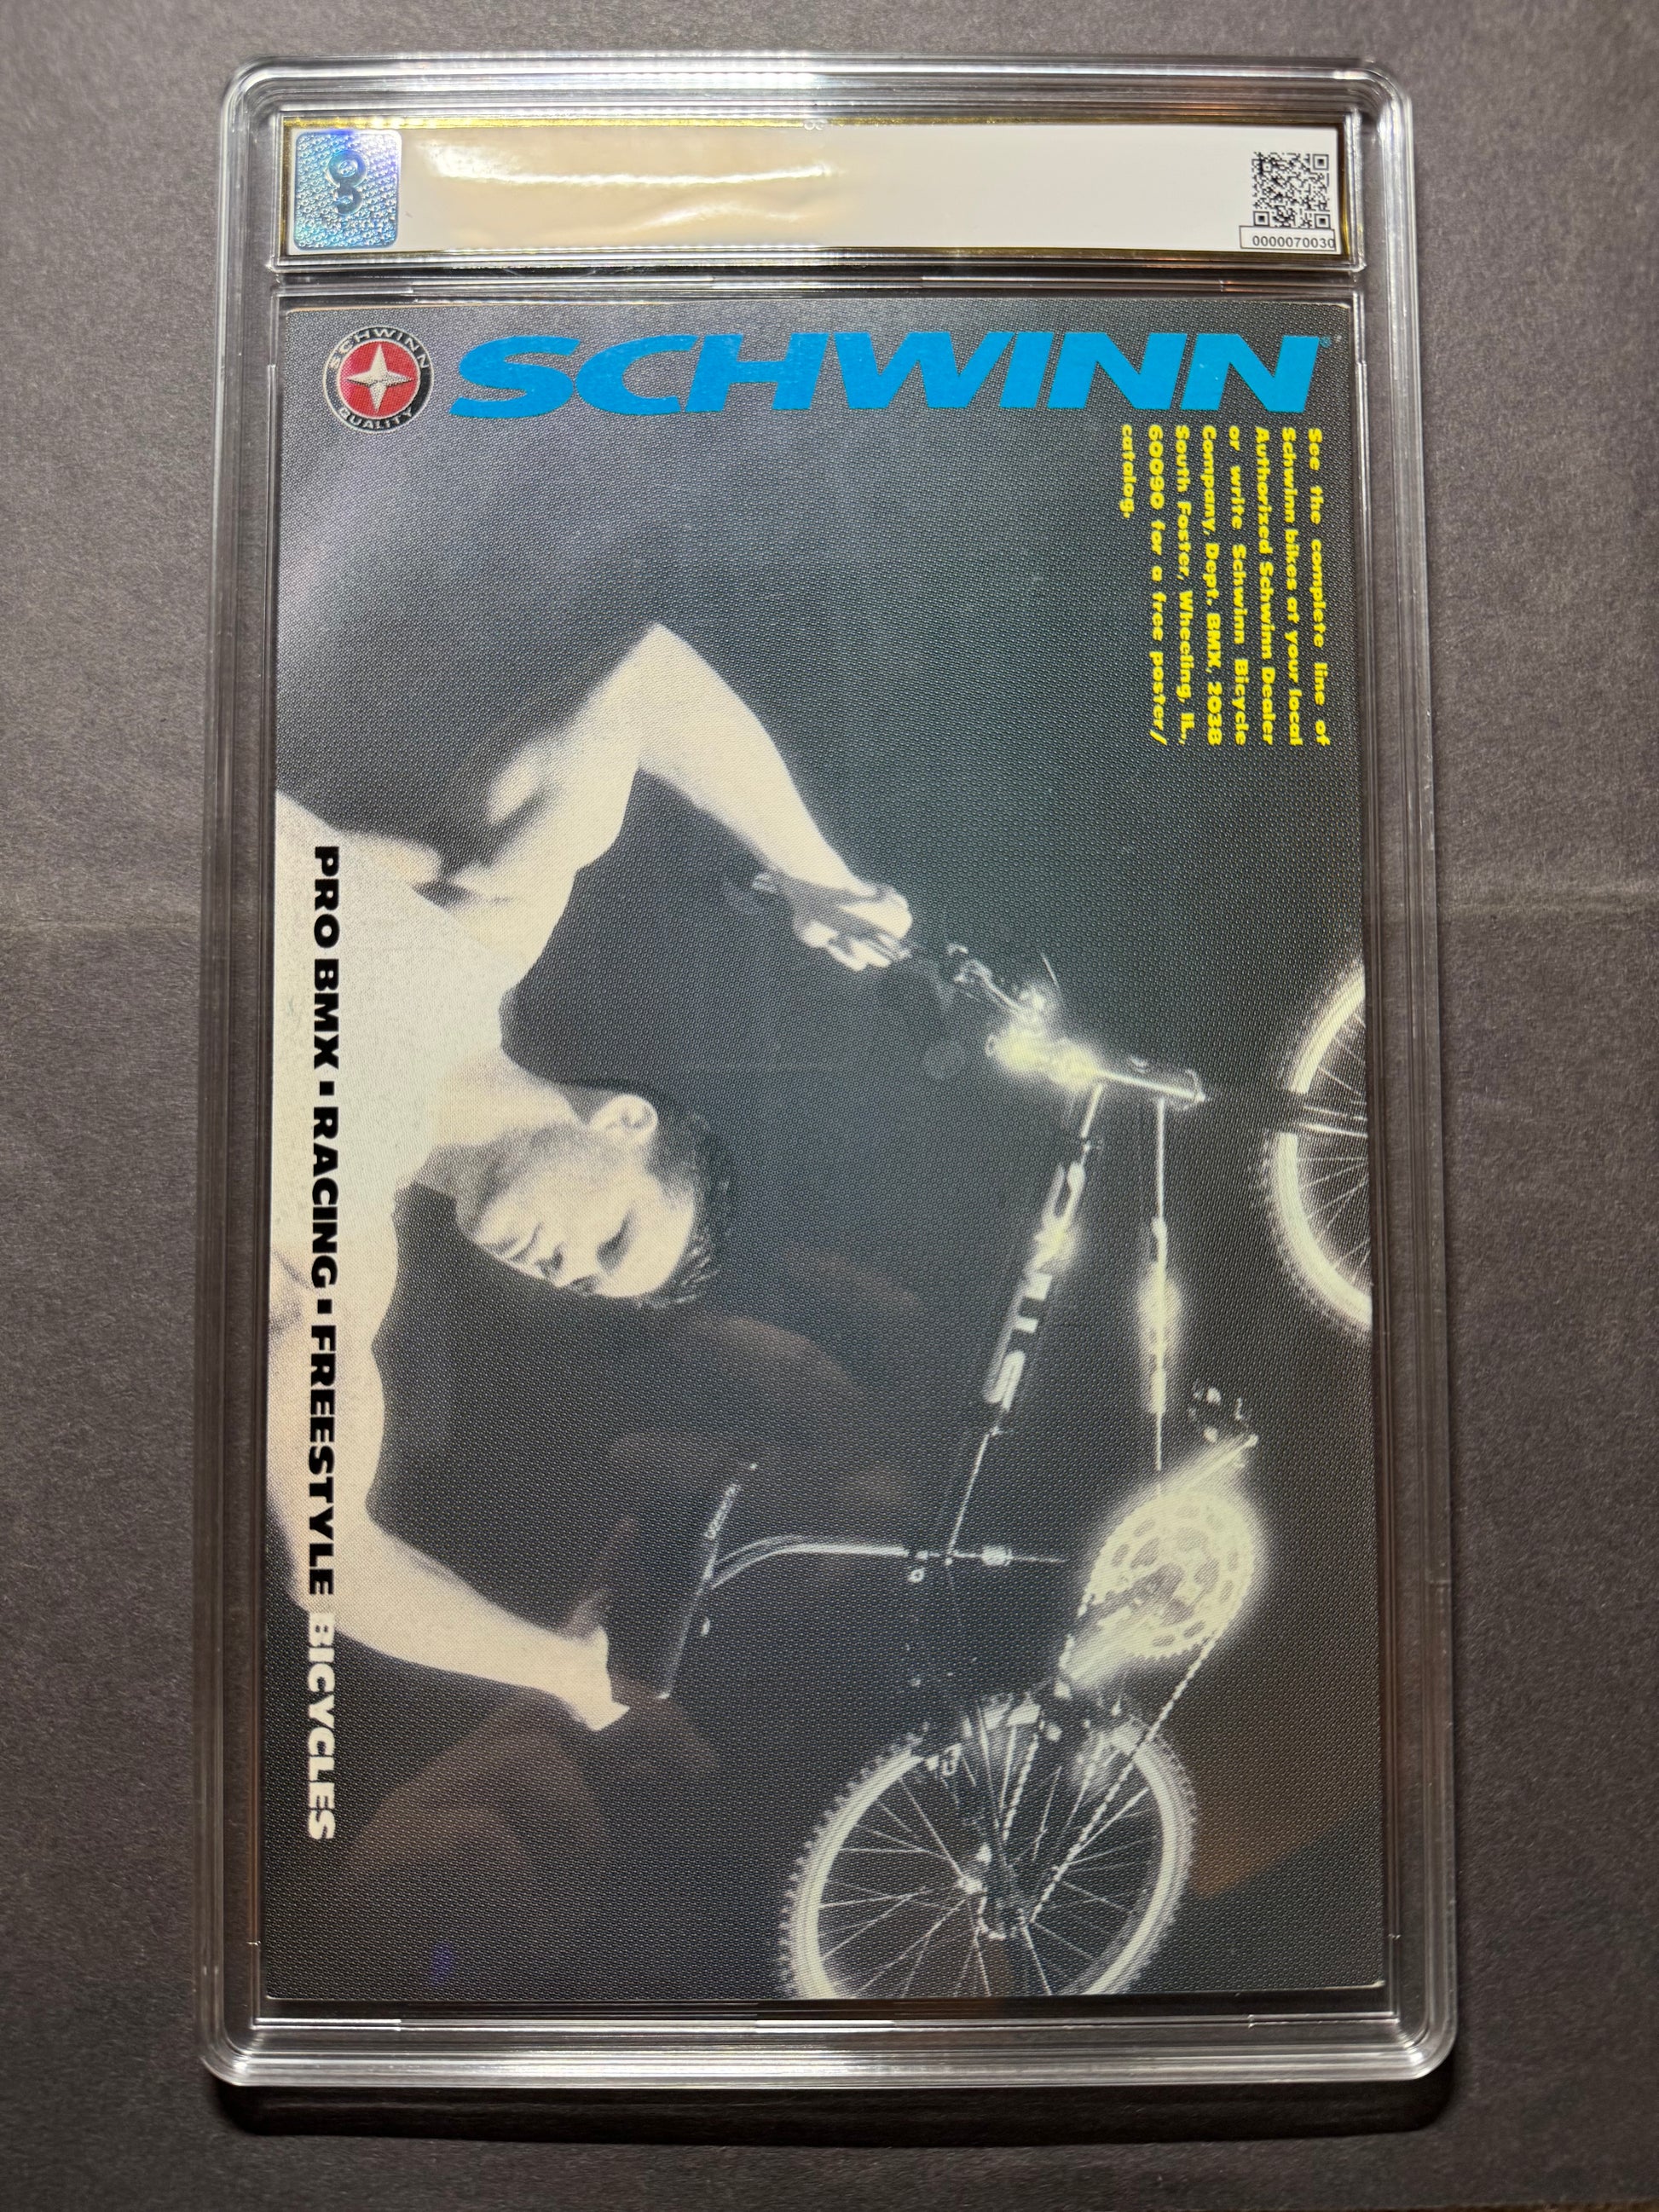 0000070030
SCHWINN
QUALITY
SCHWINN®
See the complete line of
Schwinn bikes at your local
Authorized Schwinn Dealer
or write Schwinn Bicycle
Company, Dept. BMX, 2038
South Foster, Wheeling, IL,
60090 for a free poster/
catalog.
STING
PRO BMX ▪ RACING ▪ FREESTYLE BICYCLES